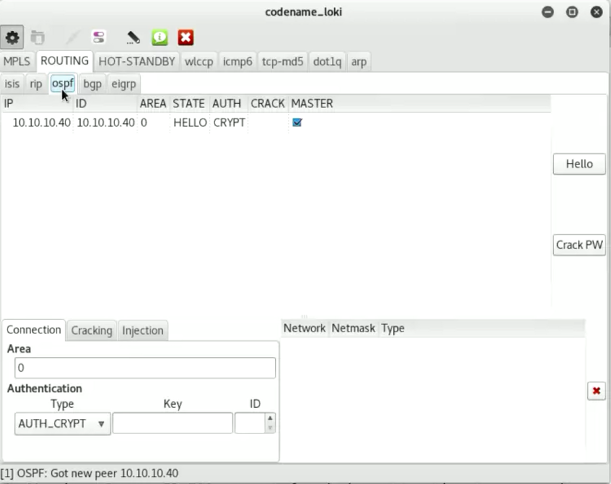 codename_loki
MPLS ROUTING HOT-STANDBY wlccp icmp6 tcp-md5 dot1q arp
isis rip ospf bgp eigrp
IP ID AREA STATE AUTH CRACK MASTER
10.10.10.40 10.10.10.40 0 HELLO CRYPT
Hello
Crack PW
Connection Cracking Injection
Network Netmask Type
Area
0
Authentication
Type Key ID
AUTH_CRYPT
[1] OSPF: Got new peer 10.10.10.40